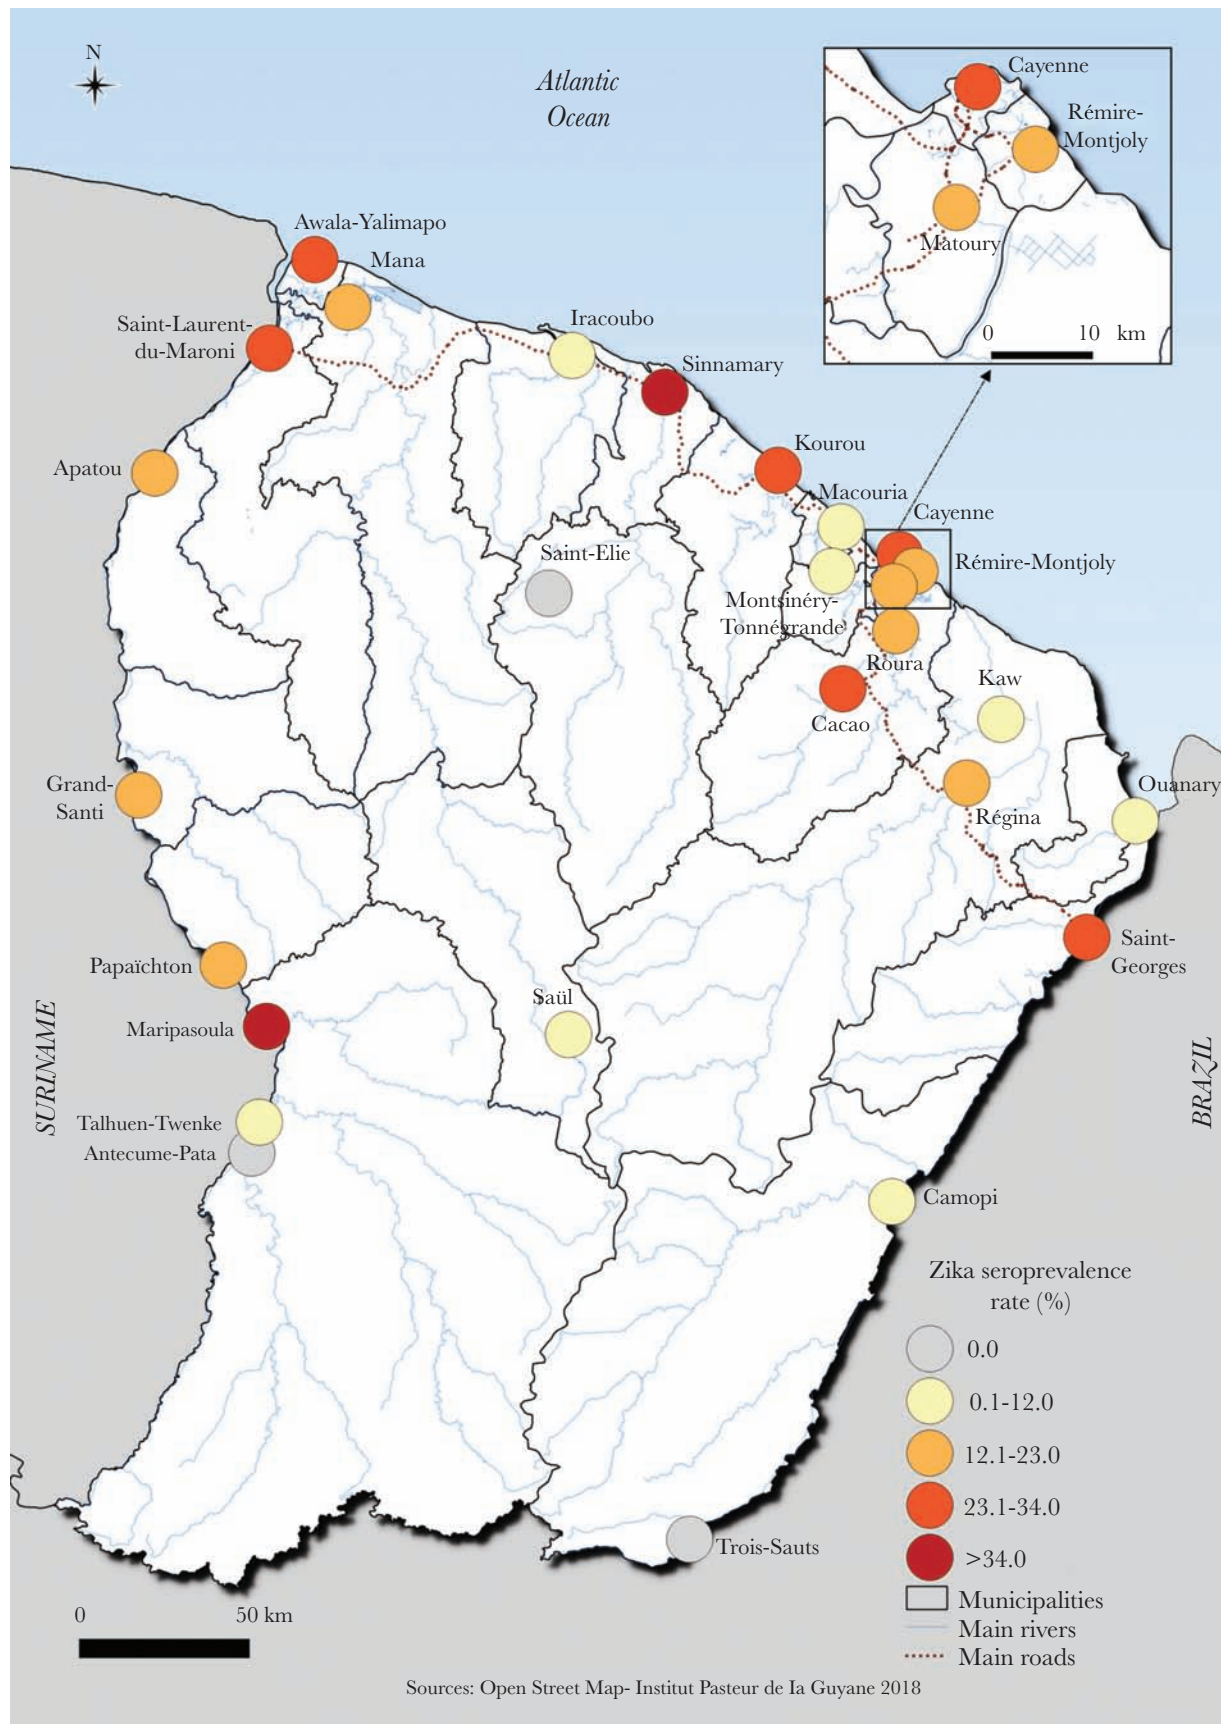 N
Atlantic
Ocean
Cayenne
Rémire-
Montjoly
Matoury
0 10 km
Awala-Yalimapo
Mana
Saint-Laurent-
du-Maroni
Iracoubo
Sinnamary
Apatou
Kourou
Macouria
Cayenne
Saint-Elie
Rémire-Montjoly
Montsinéry-
Tonnégrande
Roura
Kaw
Cacao
Grand-
Santi
Ouanary
Régina
Papaïchton
Saint-
Georges
Saül
Maripasoula
SURINAME
BRAZIL
Talhuen-Twenke
Antecume-Pata
Camopi
Zika seroprevalence
rate (%)
0.0
0.1-12.0
12.1-23.0
23.1-34.0
>34.0
Trois-Sauts
Municipalities
Main rivers
Main roads
0 50 km
Sources: Open Street Map- Institut Pasteur de Ia Guyane 2018